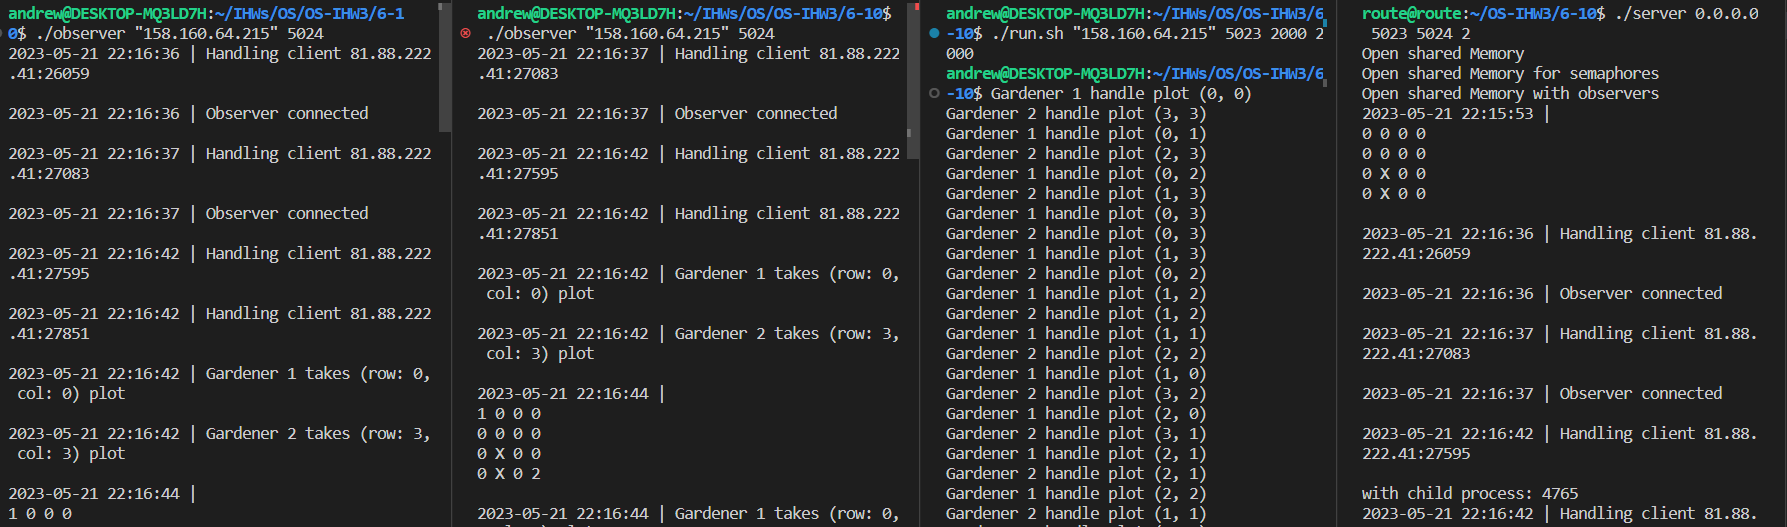 andrew@DESKTOP-MQ3LD7H:~/IHWs/OS/OS-IHW3/6-1
0$ ./observer "158.160.64.215" 5024
2023-05-21 22:16:36 | Handling client 81.88.222
.41:26059

2023-05-21 22:16:36 | Observer connected

2023-05-21 22:16:37 | Handling client 81.88.222
.41:27083

2023-05-21 22:16:37 | Observer connected

2023-05-21 22:16:42 | Handling client 81.88.222
.41:27595

2023-05-21 22:16:42 | Handling client 81.88.222
.41:27851

2023-05-21 22:16:42 | Gardener 1 takes (row: 0,
 col: 0) plot

2023-05-21 22:16:42 | Gardener 2 takes (row: 3,
 col: 3) plot

2023-05-21 22:16:44 |
1 0 0 0

andrew@DESKTOP-MQ3LD7H:~/IHWs/OS/OS-IHW3/6-10$
 ./observer "158.160.64.215" 5024
2023-05-21 22:16:37 | Handling client 81.88.222
.41:27083

2023-05-21 22:16:37 | Observer connected

2023-05-21 22:16:42 | Handling client 81.88.222
.41:27595

2023-05-21 22:16:42 | Handling client 81.88.222
.41:27851

2023-05-21 22:16:42 | Gardener 1 takes (row: 0,
 col: 0) plot

2023-05-21 22:16:42 | Gardener 2 takes (row: 3,
 col: 3) plot

2023-05-21 22:16:44 |
1 0 0 0
0 0 0 0
0 X 0 0
0 X 0 2

2023-05-21 22:16:44 | Gardener 1 takes (row: 0,

andrew@DESKTOP-MQ3LD7H:~/IHWs/OS/OS-IHW3/6
-10$ ./run.sh "158.160.64.215" 5023 2000 2
000
andrew@DESKTOP-MQ3LD7H:~/IHWs/OS/OS-IHW3/6
-10$ Gardener 1 handle plot (0, 0)
Gardener 2 handle plot (3, 3)
Gardener 1 handle plot (0, 1)
Gardener 2 handle plot (2, 3)
Gardener 1 handle plot (0, 2)
Gardener 2 handle plot (1, 3)
Gardener 1 handle plot (0, 3)
Gardener 2 handle plot (0, 3)
Gardener 1 handle plot (1, 3)
Gardener 2 handle plot (0, 2)
Gardener 1 handle plot (1, 2)
Gardener 2 handle plot (1, 2)
Gardener 1 handle plot (1, 1)
Gardener 2 handle plot (2, 2)
Gardener 1 handle plot (1, 0)
Gardener 2 handle plot (3, 2)
Gardener 1 handle plot (2, 0)
Gardener 2 handle plot (3, 1)
Gardener 1 handle plot (2, 1)
Gardener 2 handle plot (2, 1)
Gardener 1 handle plot (2, 2)
Gardener 2 handle plot (1, 1)

route@route:~/OS-IHW3/6-10$ ./server 0.0.0.0
 5023 5024 2
Open shared Memory
Open shared Memory for semaphores
Open shared Memory with observers
2023-05-21 22:15:53 |
0 0 0 0
0 0 0 0
0 X 0 0
0 X 0 0

2023-05-21 22:16:36 | Handling client 81.88.
222.41:26059

2023-05-21 22:16:36 | Observer connected

2023-05-21 22:16:37 | Handling client 81.88.
222.41:27083

2023-05-21 22:16:37 | Observer connected

2023-05-21 22:16:42 | Handling client 81.88.
222.41:27595

with child process: 4765
2023-05-21 22:16:42 | Handling client 81.88.